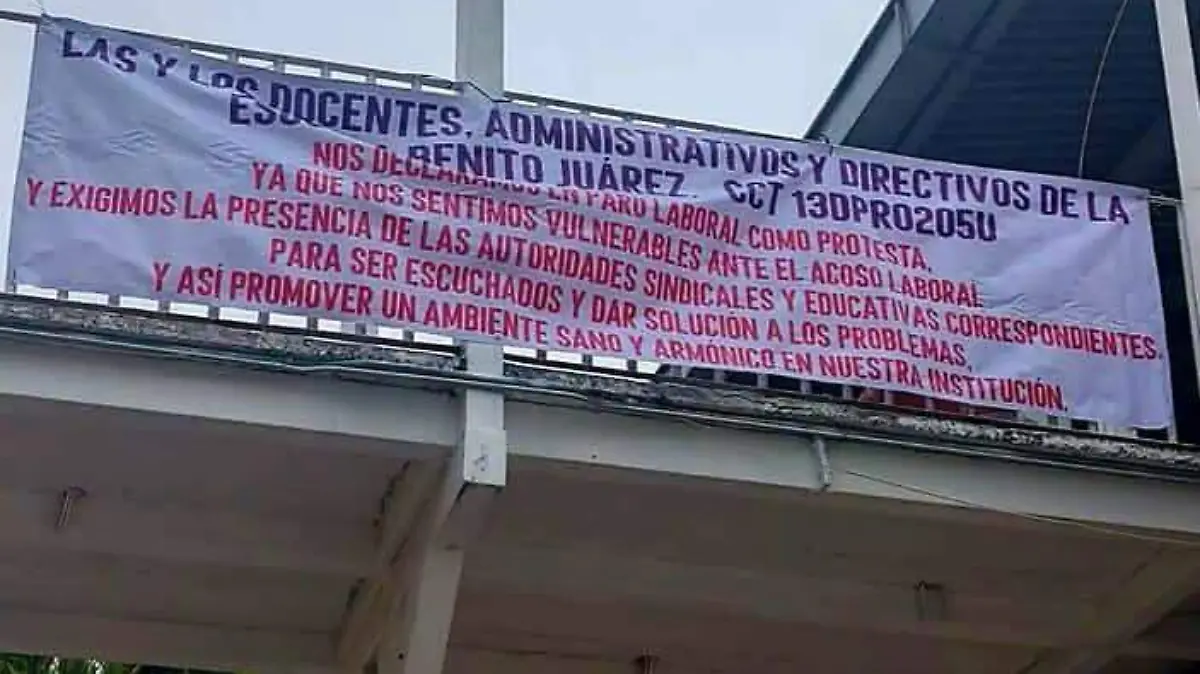 LAS Y LOS DOCENTES, ADMINISTRATIVOS Y DIRECTIVOS DE LA
ES BENITO JUÁREZ. CCT 13DPR0205U
NOS DECLARAMOS EN PARO LABORAL COMO PROTESTA,
YA QUE NOS SENTIMOS VULNERABLES ANTE EL ACOSO LABORAL
Y EXIGIMOS LA PRESENCIA DE LAS AUTORIDADES SINDICALES Y EDUCATIVAS CORRESPONDIENTES.
PARA SER ESCUCHADOS Y DAR SOLUCIÓN A LOS PROBLEMAS,
Y ASÍ PROMOVER UN AMBIENTE SANO Y ARMÓNICO EN NUESTRA INSTITUCIÓN.